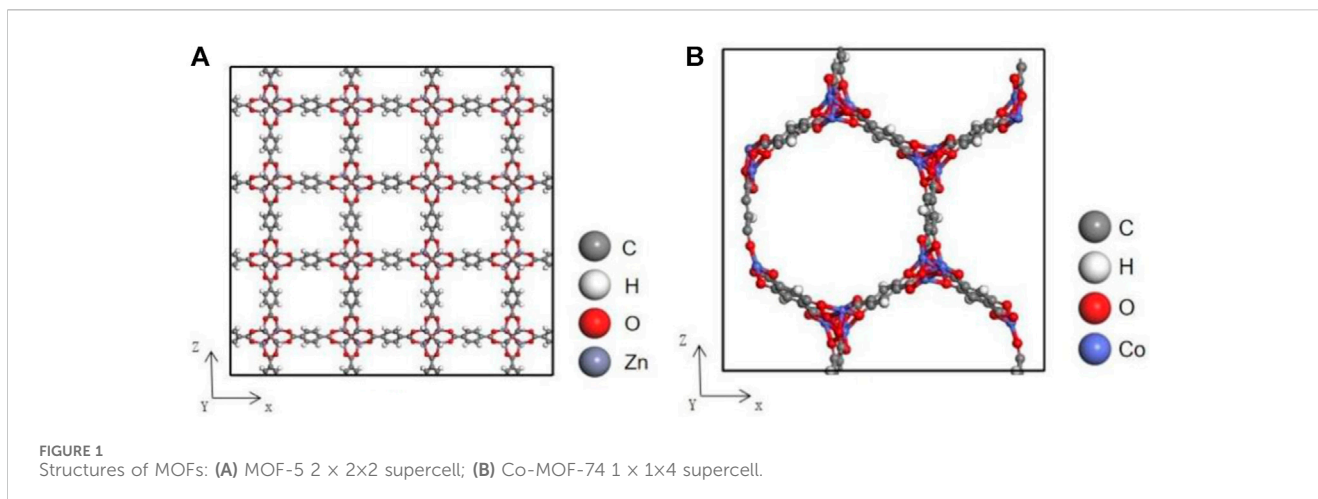 A
B
C
H
O
Zn
Z
Y
x
C
H
O
Co
Z
Y
x
FIGURE 1
Structures of MOFs: (A) MOF-5 2 × 2×2 supercell; (B) Co-MOF-74 1 × 1×4 supercell.